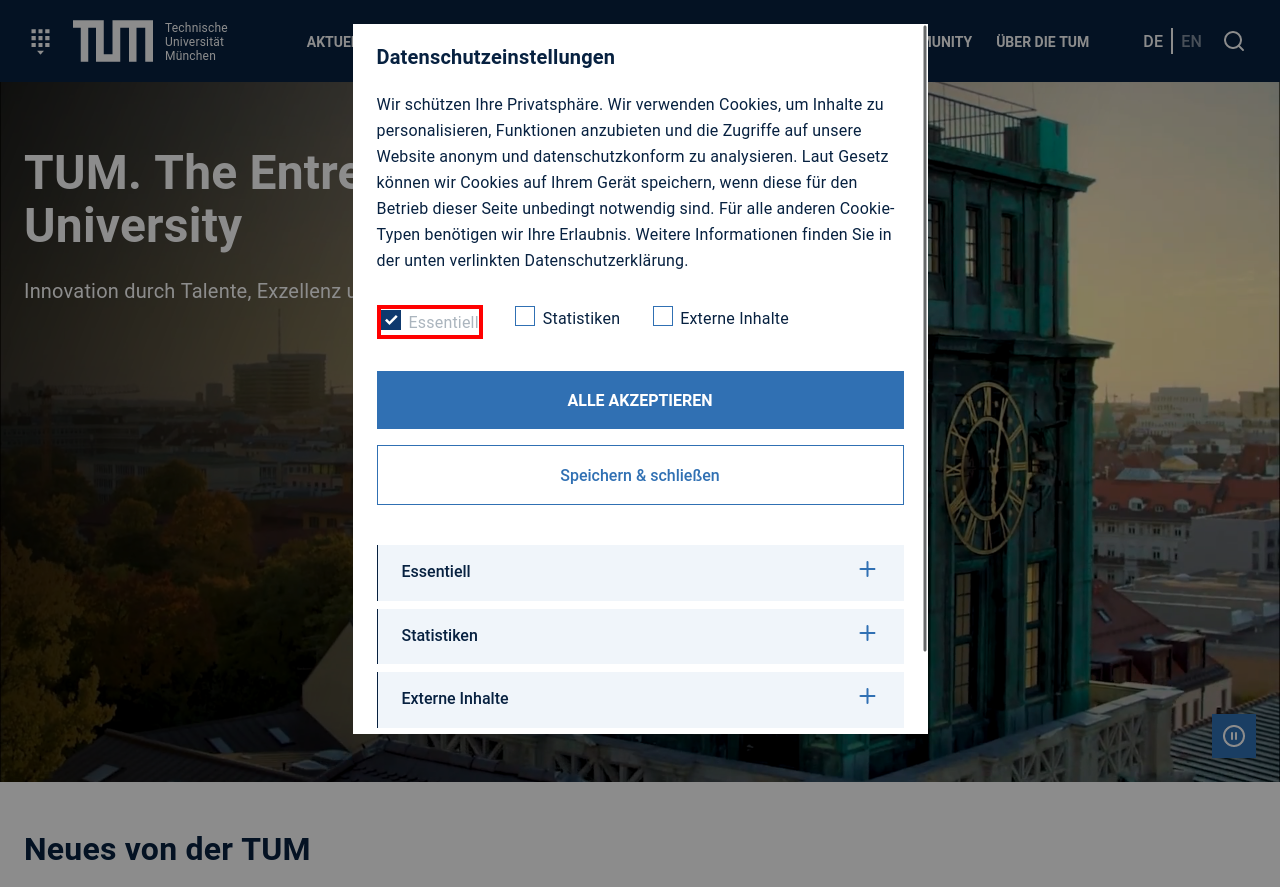 Technische
Universität
München
DE
EN
ÜBER DIE TUM
Datenschutzeinstellungen
Wir schützen Ihre Privatsphäre. Wir verwenden Cookies, um Inhalte zu
personalisieren, Funktionen anzubieten und die Zugriffe auf unsere
Website anonym und datenschutzkonform zu analysieren. Laut Gesetz
können wir Cookies auf Ihrem Gerät speichern, wenn diese für den
Betrieb dieser Seite unbedingt notwendig sind. Für alle anderen Cookie-
Typen benötigen wir Ihre Erlaubnis. Weitere Informationen finden Sie in
der unten verlinkten Datenschutzerklärung.
Essentiell
Statistiken
Externe Inhalte
ALLE AKZEPTIEREN
Speichern & schließen
Essentiell
Statistiken
Externe Inhalte
TUM. The
University
Innovation durch Talente, Exzellenz
Neues von der TUM